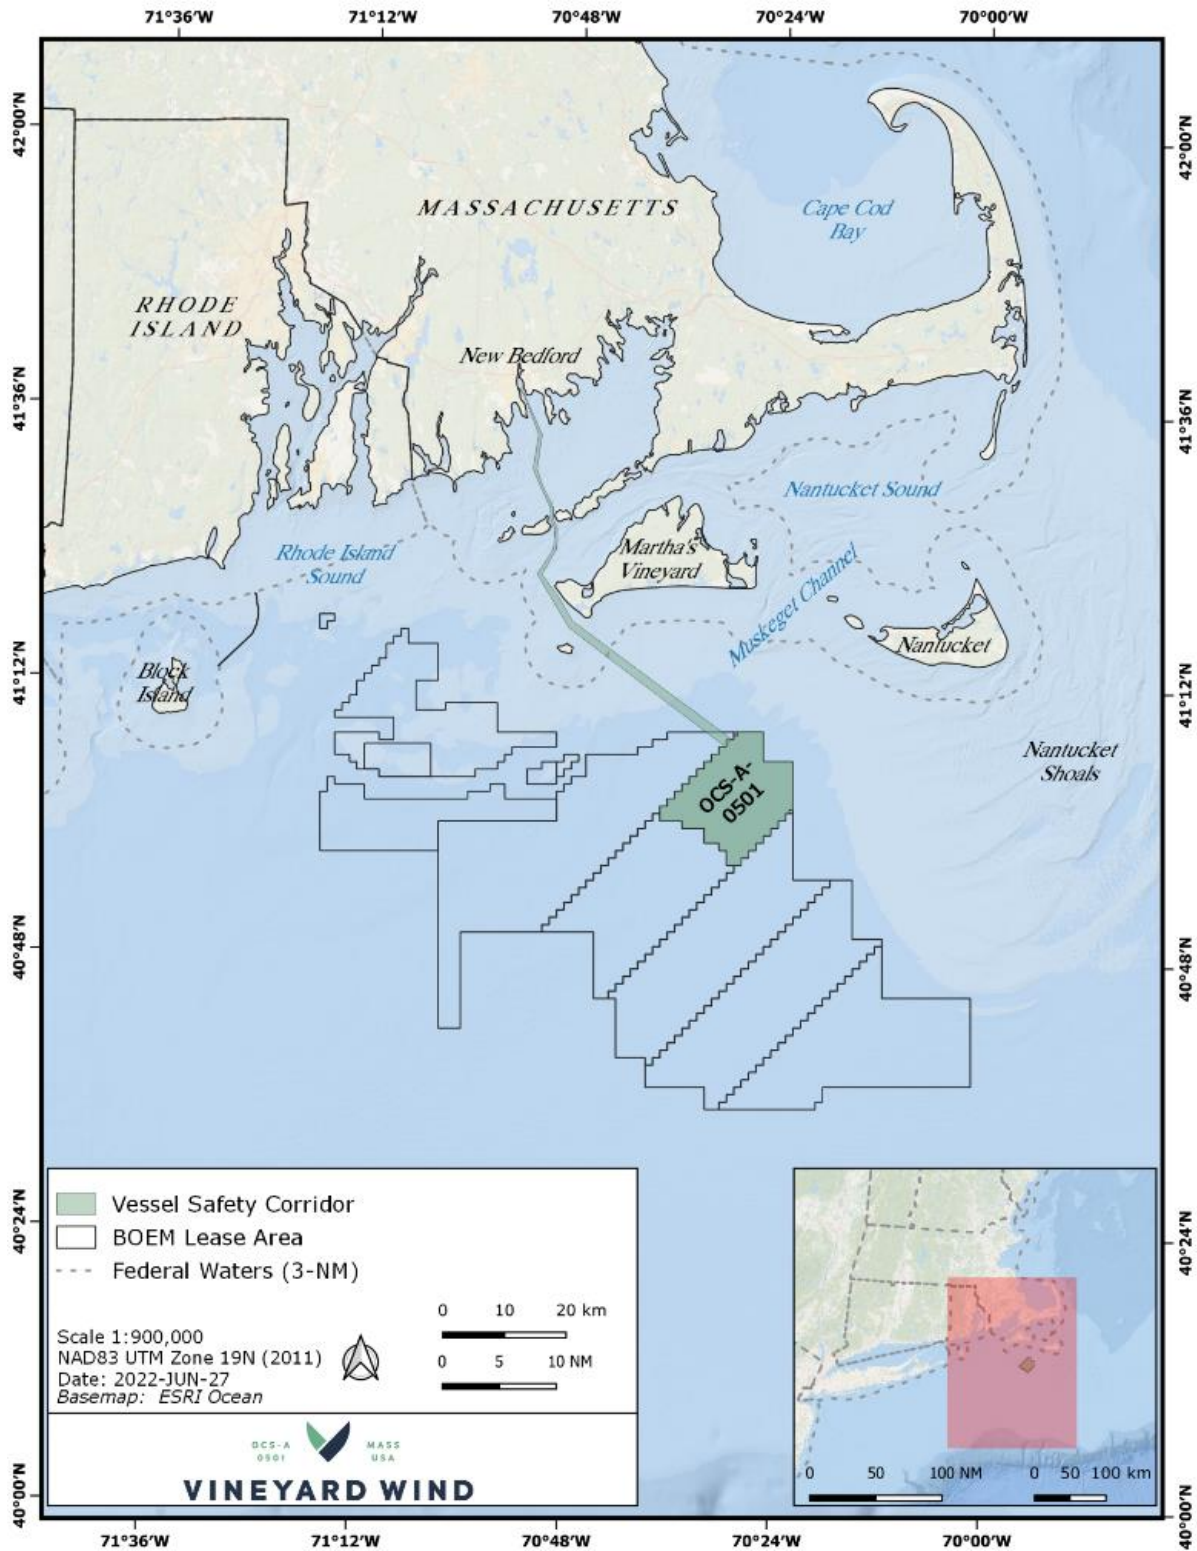 71°36'W 71°12'W 70°48'W 70°24'W 70°00'W
42°00'N
42°00'N
MASSACHUSETTS
Cape Cod
Bay
RHODE
ISLAND
New Bedford
41°36'N
41°36'N
Nantucket Sound
Rhode Island
Sound
Martha's
Vineyard
Muskeget Channel
Nantucket
Block
Island
41°12'N
41°12'N
Nantucket
Shoals
OCS-A-
0501
40°48'N
40°48'N
Vessel Safety Corridor
BOEM Lease Area
Federal Waters (3-NM)
40°24'N
40°24'N
0 10 20 km
Scale 1:900,000
NAD83 UTM Zone 19N (2011)
0 5 10 NM
Date: 2022-JUN-27
Basemap: ESRI Ocean
OCS-A
0501
MASS
USA
VINEYARD WIND
0 50 100 NM
0 50 100 km
40°00'N
40°00'N
71°36'W 71°12'W 70°48'W 70°24'W 70°00'W